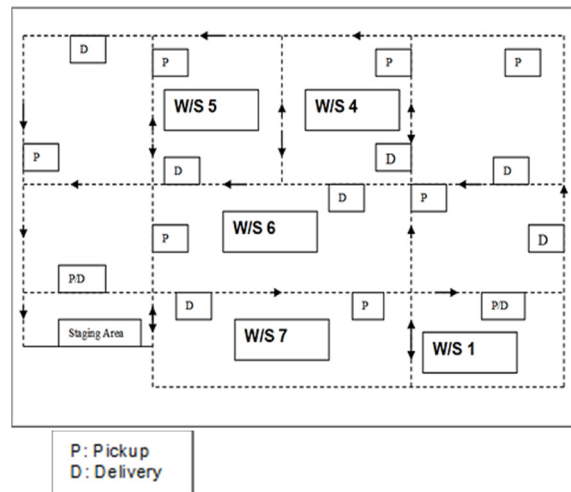 D
P
P
P
W/S 5
W/S 4
P
D
D
D
D
P
P
W/S 6
D
P/D
D
P
P/D
Staging Area
W/S 7
W/S 1
P: Pickup
D: Delivery